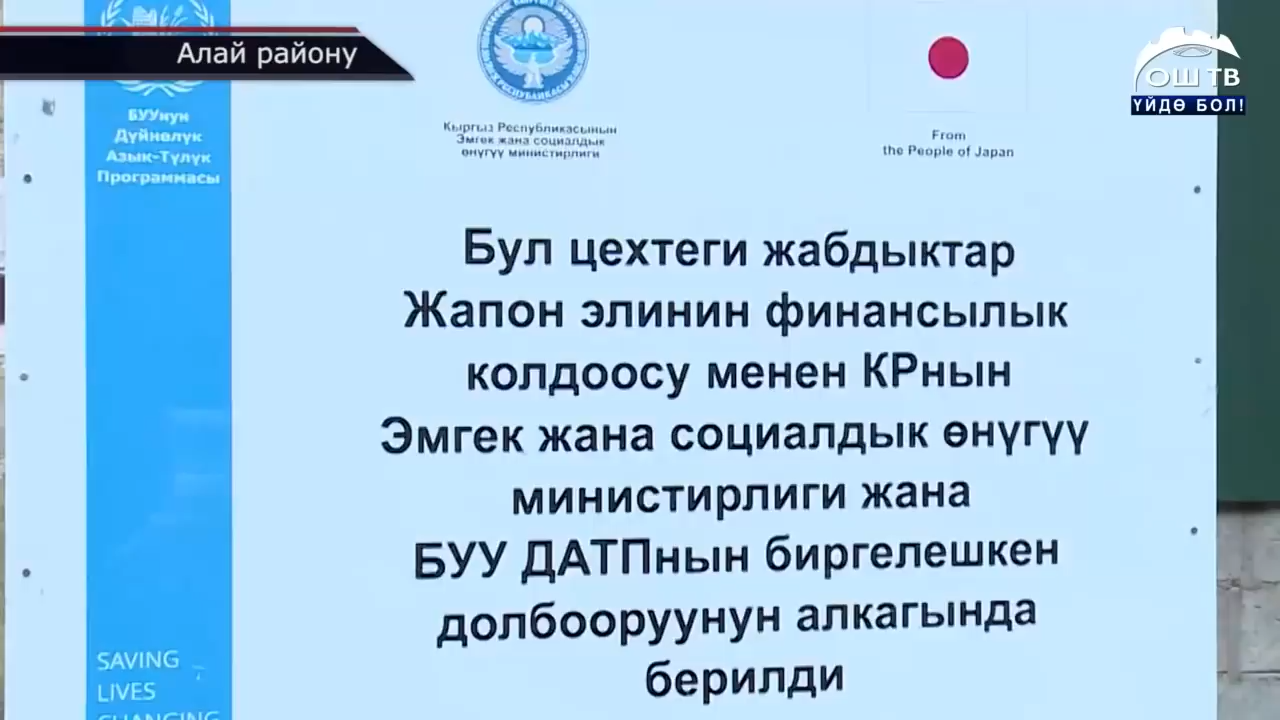 Алай району
ОШ ТВ
ҮЙДӨ БОЛ!
БУУнун
Дүйнөлүк
Азык-Түлүк
Программасы
Кыргыз Республикасынын
Эмгек жана социалдык
өнүгүү министирлиги
From
the People of Japan
Бул цехтеги жабдыктар
Жапон элинин финансылык
колдоосу менен КРнын
Эмгек жана социалдык өнүгүү
министирлиги жана
БУУ ДАТПнын биргелешкен
долбооруунун алкагында
берилди
SAVING
LIVES
CHANGING